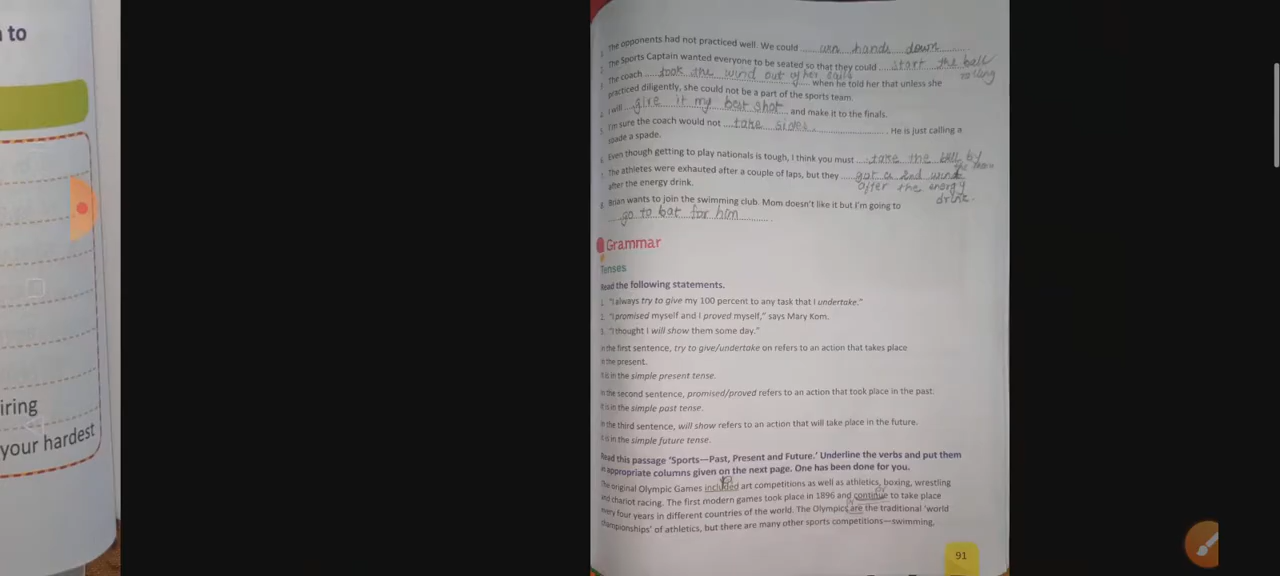 to
iring
your hardest
1. The opponents had not practiced well. We could win hands down
2. The Sports Captain wanted everyone to be seated so that they could start the ball rolling
3. The coach took the wind out of her sails when he told her that unless she
practiced diligently, she could not be a part of the sports team.
I will give it my best shot and make it to the finals.
5. I'm sure the coach would not take sides. He is just calling a
spade a spade.
Even though getting to play nationals is tough, I think you must take the bull by the
The athletes were exhausted after a couple of laps, but they got a 2nd wind
after the energy drink. after the energy drink.
8. Brian wants to join the swimming club. Mom doesn't like it but I'm going to
go to bat for him
Grammar
Tenses
Read the following statements.
1. "I always try to give my 100 percent to any task that I undertake."
2. "I promised myself and I proved myself," says Mary Kom.
3. "I thought I will show them some day."
In the first sentence, try to give/undertake on refers to an action that takes place
in the present.
It is in the simple present tense.
In the second sentence, promised/proved refers to an action that took place in the past.
It is in the simple past tense.
In the third sentence, will show refers to an action that will take place in the future.
It is in the simple future tense.
Read this passage 'Sports—Past, Present and Future.' Underline the verbs and put them
in appropriate columns given on the next page. One has been done for you.
The original Olympic Games included art competitions as well as athletics, boxing, wrestling
and chariot racing. The first modern games took place in 1896 and continue to take place
every four years in different countries of the world. The Olympics are the traditional 'world
championships' of athletics, but there are many other sports competitions—swimming,
91